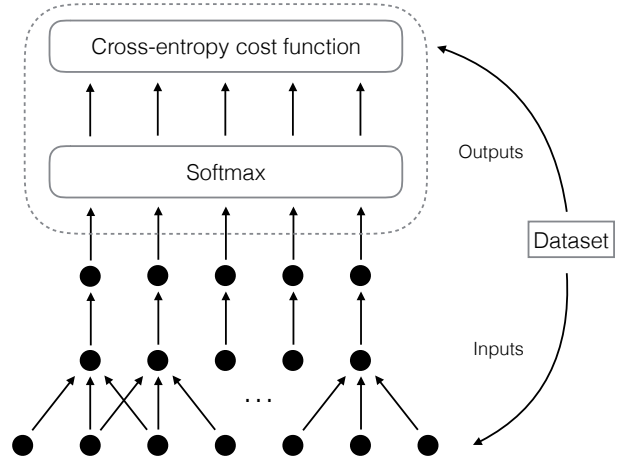 Cross-entropy cost function
Outputs
Softmax
Dataset
Inputs
...